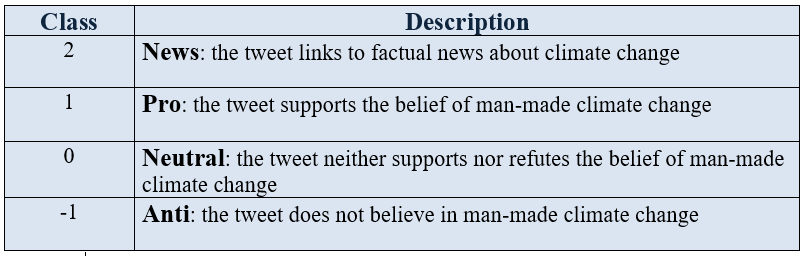 Class Description
2 News: the tweet links to factual news about climate change
1 Pro: the tweet supports the belief of man-made climate change
0 Neutral: the tweet neither supports nor refutes the belief of man-made
climate change
-1 Anti: the tweet does not believe in man-made climate change